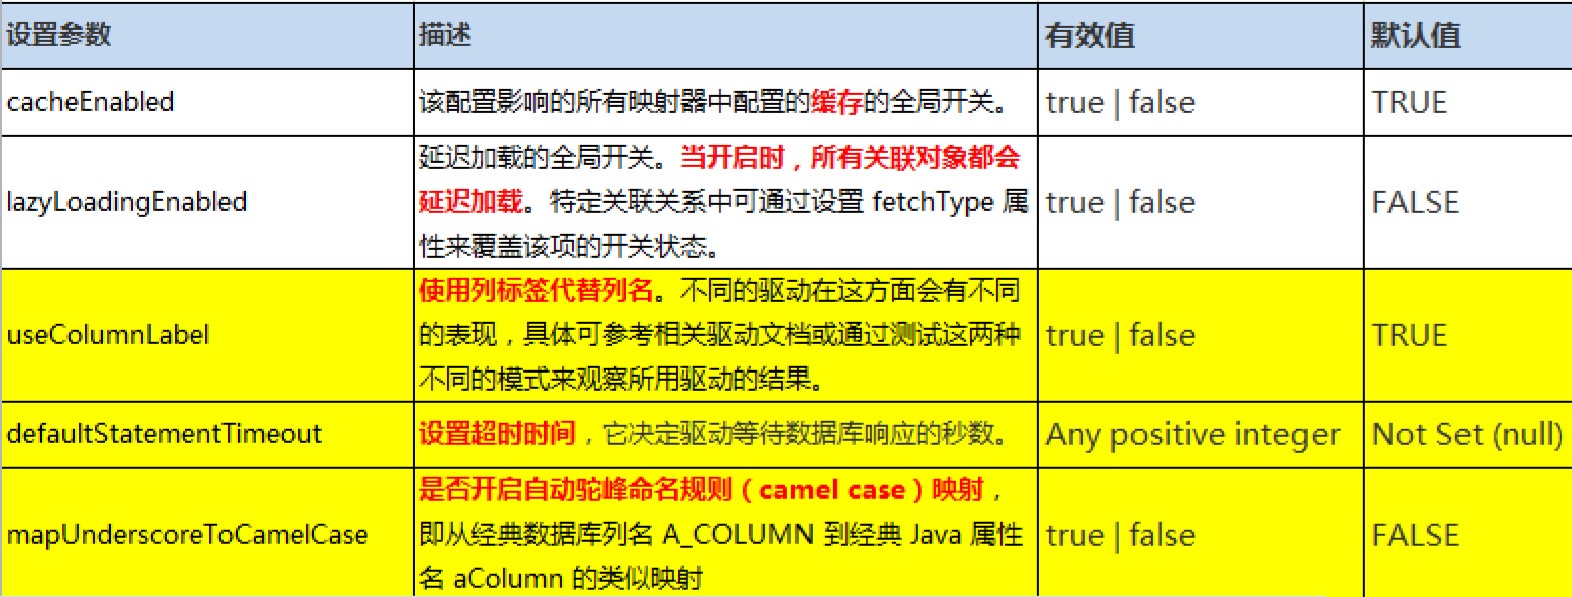 设置参数 描述 有效值 默认值
cacheEnabled 该配置影响的所有映射器中配置的缓存的全局开关。 true | false TRUE
lazyLoadingEnabled 延迟加载的全局开关。当开启时，所有关联对象都会
延迟加载。特定关联关系中可通过设置 fetchType 属
性来覆盖该项的开关状态。 true | false FALSE
useColumnLabel 使用列标签代替列名。不同的驱动在这方面会有不同
的表现，具体可参考相关驱动文档或通过测试这两种
不同的模式来观察所用驱动的结果。 true | false TRUE
defaultStatementTimeout 设置超时时间，它决定驱动等待数据库响应的秒数。 Any positive integer Not Set (null)
mapUnderscoreToCamelCase 是否开启自动驼峰命名规则（camel case）映射，
即从经典数据库列名 A_COLUMN 到经典 Java 属性
名 aColumn 的类似映射 true | false FALSE